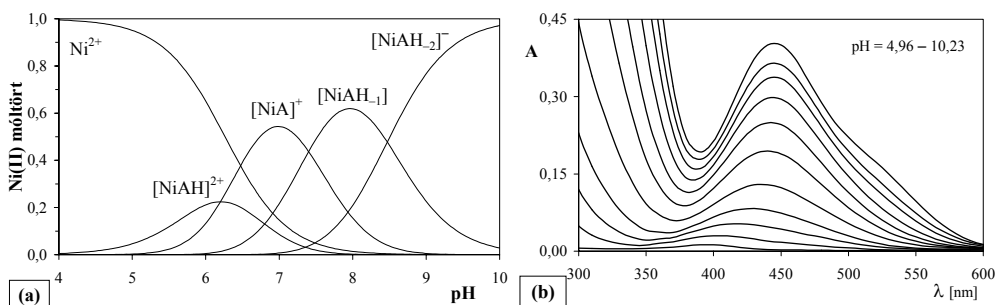 1,0
0,8
0,6
0,4
0,2
0,0
Ni(II) móltört
Ni²⁺
[NiAH]²⁺
[NiA]⁺
[NiAH₋₁]
[NiAH₋₂]⁻
4 5 6 7 8 9 10
pH
(a)
0,45
0,30
0,15
0,00
A
pH = 4,96 – 10,23
300 350 400 450 500 550 600
λ [nm]
(b)